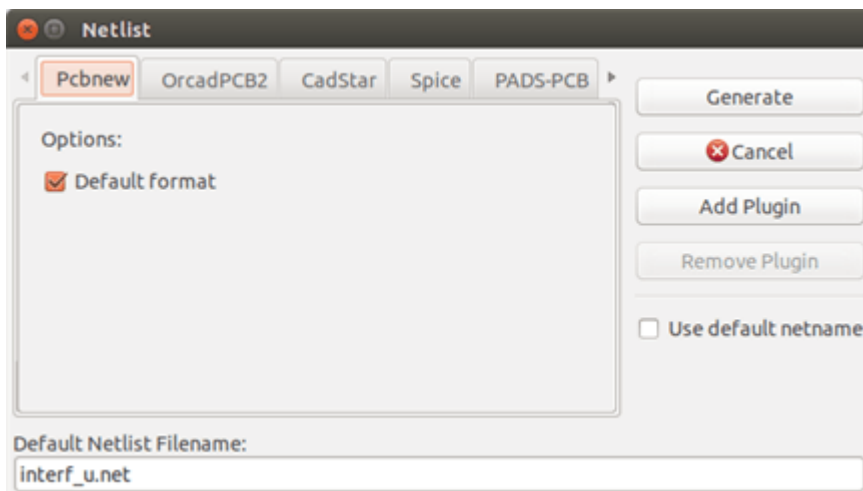 Netlist
Pcbnew OrcadPCB2 CadStar Spice PADS-PCB
Options:
Default format
Generate
Cancel
Add Plugin
Remove Plugin
Use default netname
Default Netlist Filename:
interf_u.net